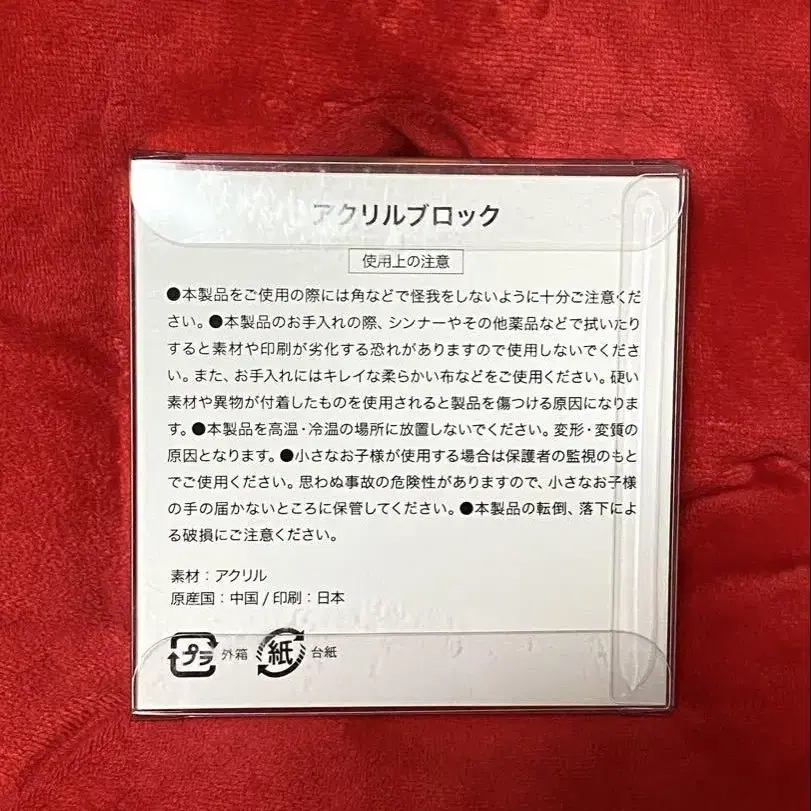 アクリルブロック
使用上の注意
●本製品をご使用の際には角などで怪我をしないように十分ご注意くだ
さい。●本製品のお手入れの際、シンナーやその他薬品などで拭いたり
すると素材や印刷が劣化する恐れがありますので使用しないでくださ
い。また、お手入れにはキレイな柔らかい布などをご使用ください。硬い
素材や異物が付着したものを使用されると製品を傷つける原因になりま
す。●本製品を高温・冷温の場所に放置しないでください。変形・変質の
原因となります。●小さなお子様が使用する場合は保護者の監視のもと
でご使用ください。思わぬ事故の危険性がありますので、小さなお子様
の手の届かないところに保管してください。●本製品の転倒、落下によ
る破損にご注意ください。
素材：アクリル
原産国：中国 / 印刷：日本
プラ 外箱 紙 台紙